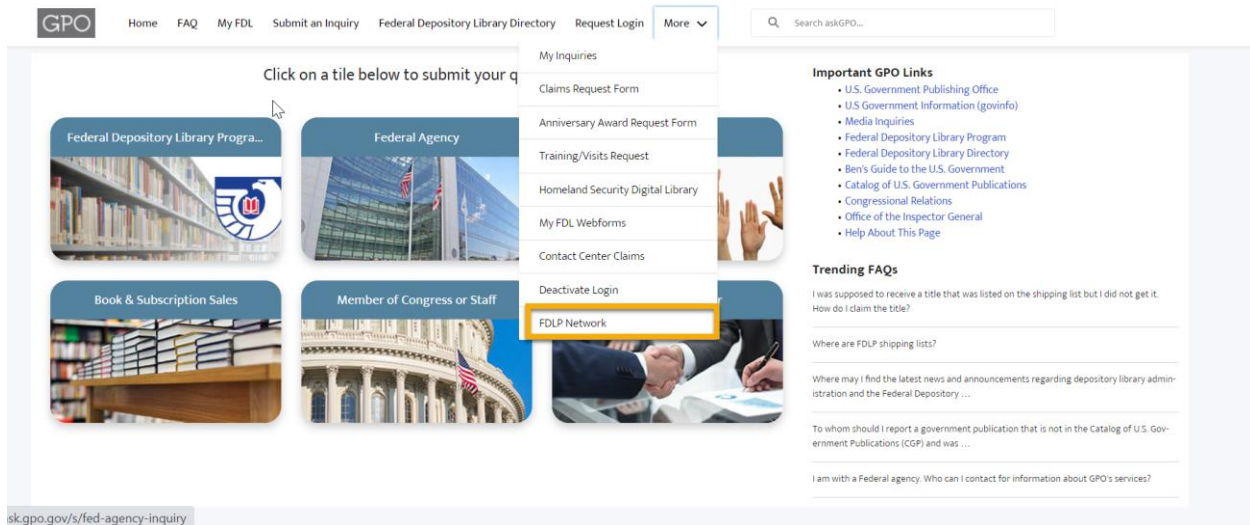 GPO
Home FAQ My FDL Submit an Inquiry Federal Depository Library Directory Request Login More
Search askGPO...
My Inquiries
Claims Request Form
Anniversary Award Request Form
Training/Visits Request
Homeland Security Digital Library
My FDL Webforms
Contact Center Claims
Deactivate Login
FDLP Network
Click on a tile below to submit your q
Federal Depository Library Progra...
Federal Agency
Book & Subscription Sales
Member of Congress or Staff
r
Important GPO Links
• U.S. Government Publishing Office
• U.S Government Information (govinfo)
• Media Inquiries
• Federal Depository Library Program
• Federal Depository Library Directory
• Ben's Guide to the U.S. Government
• Catalog of U.S. Government Publications
• Congressional Relations
• Office of the Inspector General
• Help About This Page
Trending FAQs
I was supposed to receive a title that was listed on the shipping list but I did not get it.
How do I claim the title?
Where are FDLP shipping lists?
Where may I find the latest news and announcements regarding depository library admin-
istration and the Federal Depository ...
To whom should I report a government publication that is not in the Catalog of U.S. Gov-
ernment Publications (CGP) and was ...
I am with a Federal agency. Who can I contact for information about GPO's services?
sk.gpo.gov/s/fed-agency-inquiry